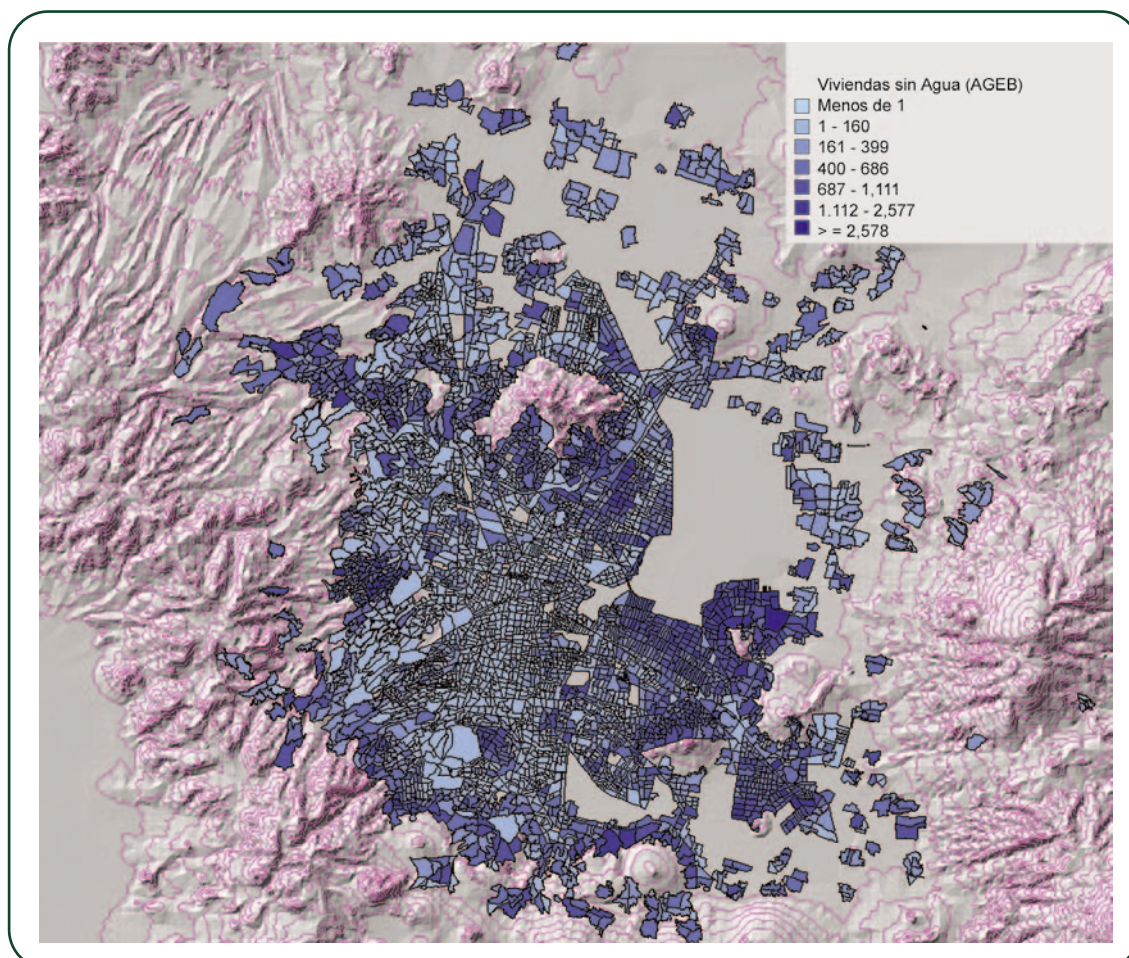 Viviendas sin Agua (AGEB)
Menos de 1
1 - 160
161 - 399
400 - 686
687 - 1,111
1.112 - 2,577
> = 2,578